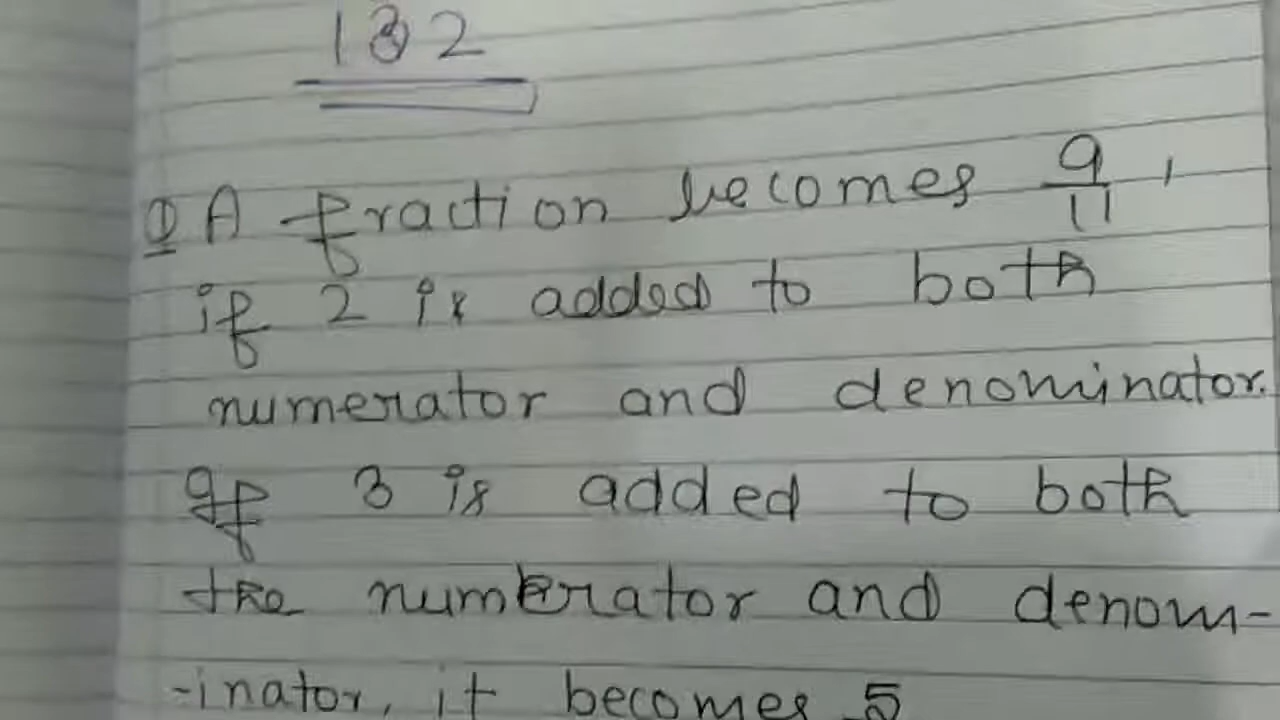 132
① A fraction becomes 9/11,
if 2 is added to both
numerator and denominator.
If 3 is added to both
the numerator and denom-
-inator, it becomes 5